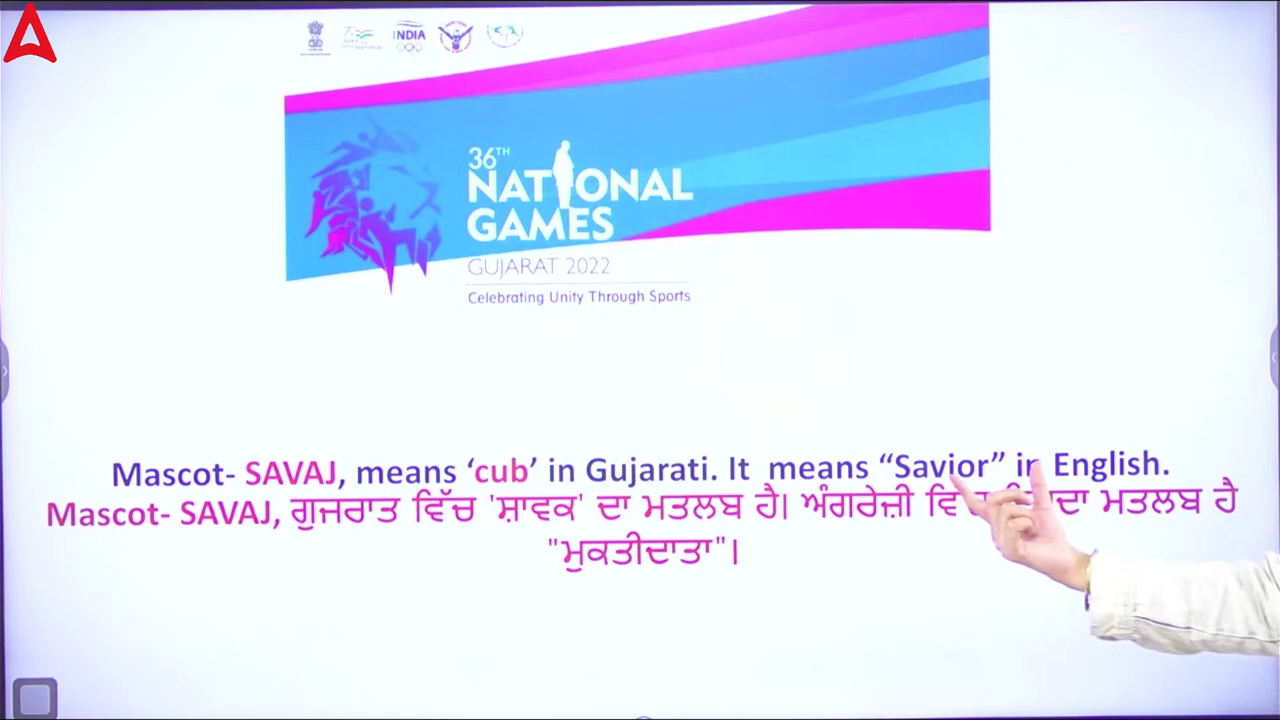 INDIA
36TH
NATIONAL
GAMES
GUJARAT 2022
Celebrating Unity Through Sports
Mascot- SAVAJ, means ‘cub’ in Gujarati. It means “Savior” in English.
Mascot- SAVAJ, ਗੁਜਰਾਤ ਵਿੱਚ 'ਸ਼ਾਵਕ' ਦਾ ਮਤਲਬ ਹੈ। ਅੰਗਰੇਜ਼ੀ ਮਤਲਬ ਹੈ
"ਮੁਕਤੀਦਾਤਾ"।